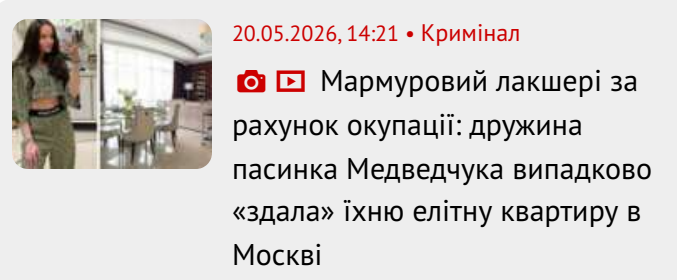 20.05.2026, 14:21 • Кримінал
Мармуровий лакшері за
рахунок окупації: дружина
пасинка Медведчука випадково
«здала» їхню елітну квартиру в
Москві